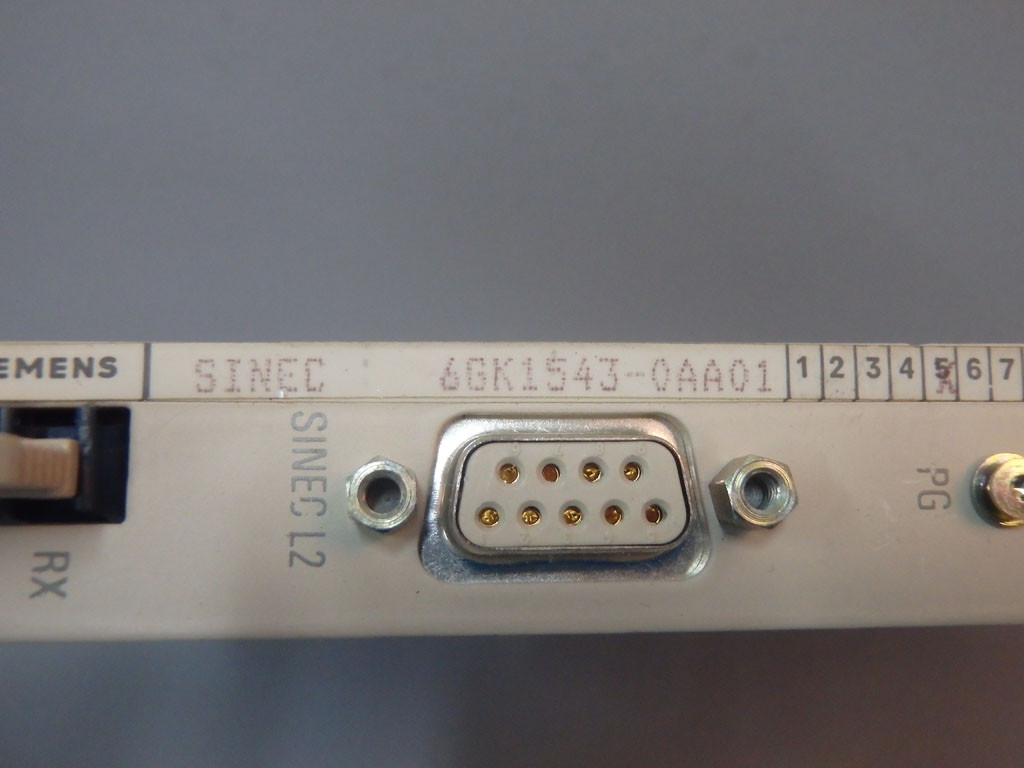 EMENS SINEC 6GK1543-0AA01 1 2 3 4 5 6 7
SINEC L2
PG
RX